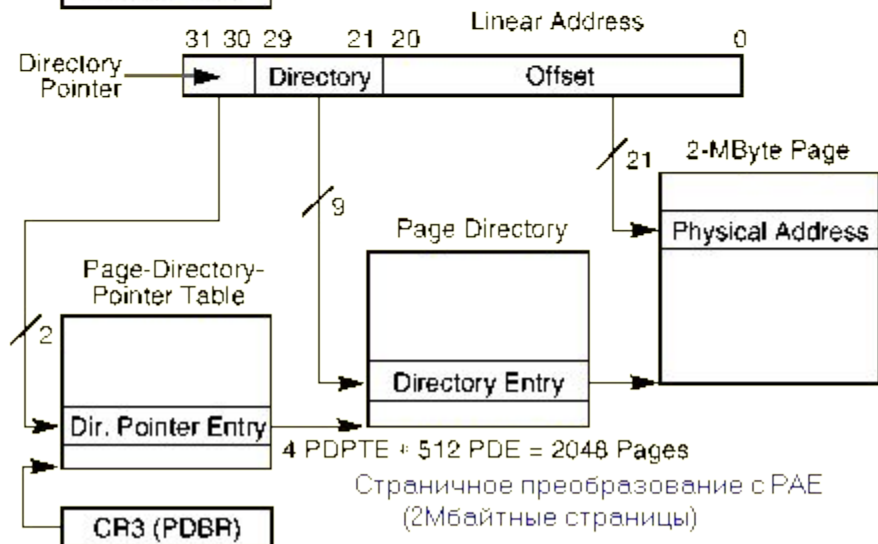 Linear Address
31 30 29 21 20 0
Directory
Pointer
Directory
Offset
21
2-MByte Page
9
Physical Address
Page Directory
Page-Directory-
Pointer Table
2
Directory Entry
Dir. Pointer Entry
4 PDPTE * 512 PDE = 2048 Pages
Страничное преобразование с PAE
(2Мбайтные страницы)
CR3 (PDBR)